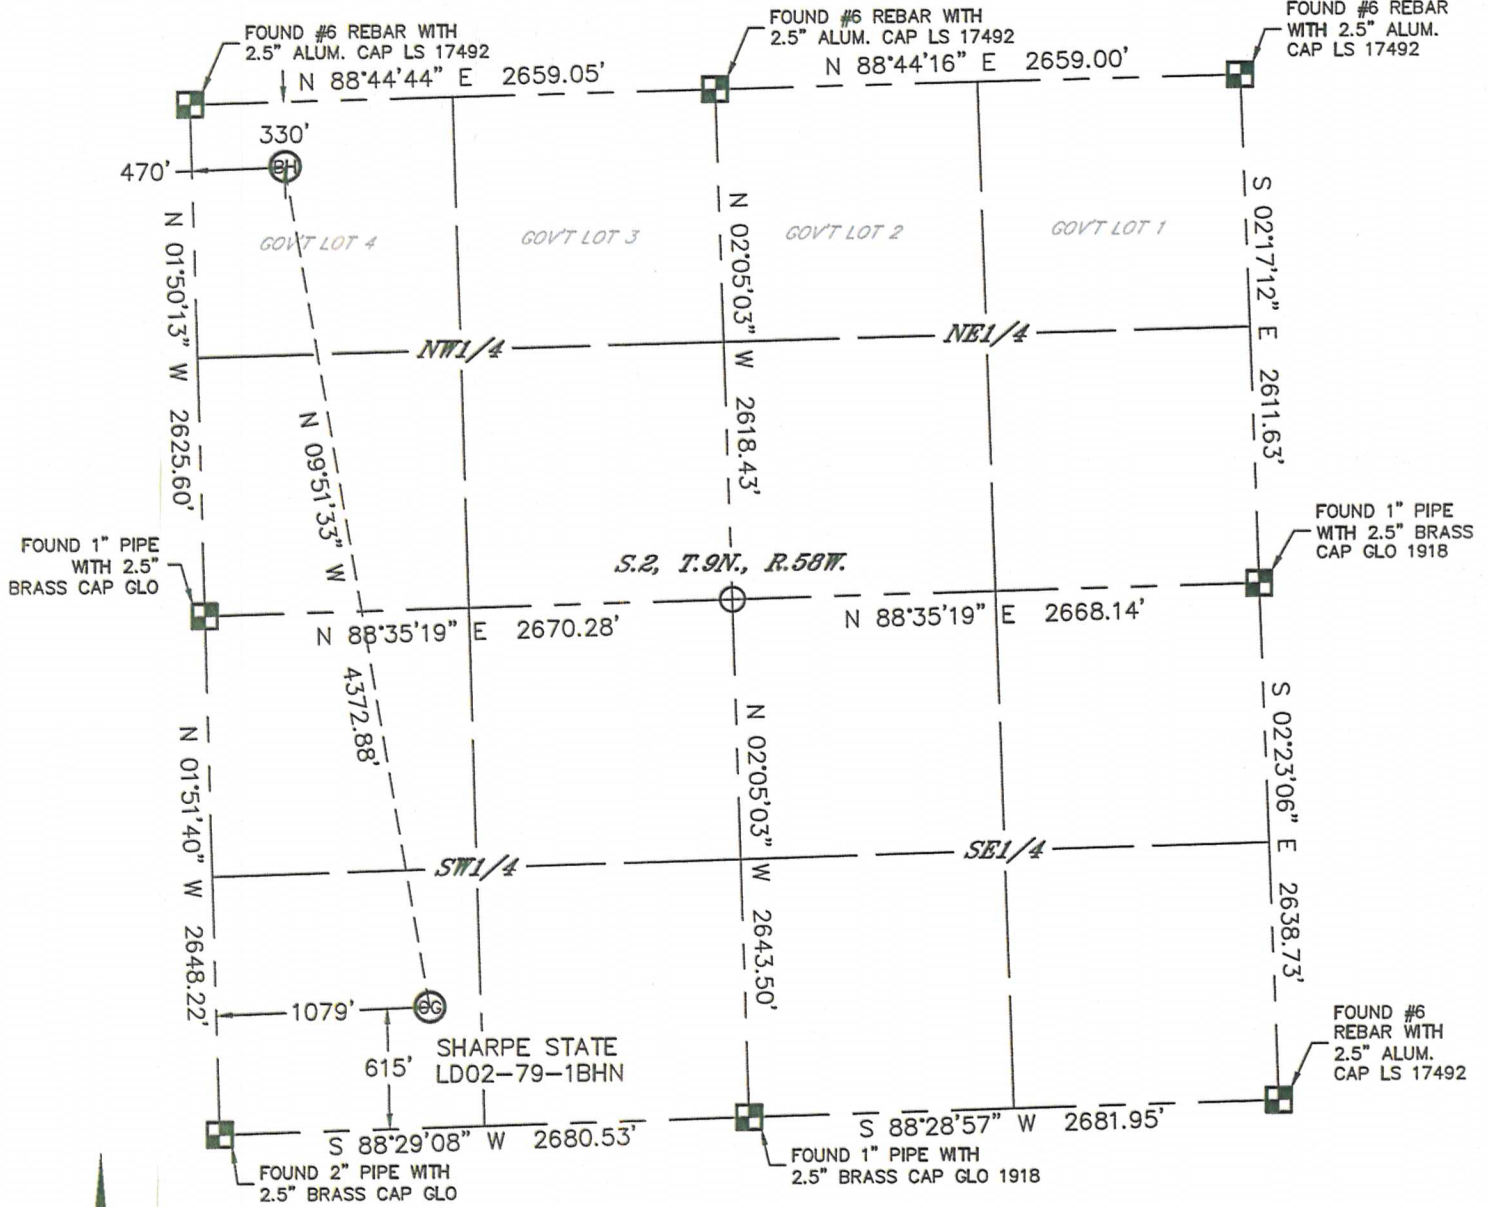 FOUND #6 REBAR WITH
2.5" ALUM. CAP LS 17492
FOUND #6 REBAR WITH
2.5" ALUM. CAP LS 17492
FOUND #6 REBAR
WITH 2.5" ALUM.
CAP LS 17492
N 88°44'44" E 2659.05'
N 88°44'16" E 2659.00'
330'
470'
BH
GOV'T LOT 4
GOV'T LOT 3
GOV'T LOT 2
GOV'T LOT 1
N 01°50'13" W 2625.60'
N 02°05'03" W 2618.43'
S 02°17'12" E 2611.63'
NW1/4
NE1/4
N 09°51'33" W 4372.88'
FOUND 1" PIPE
WITH 2.5"
BRASS CAP GLO
S.2, T.9N., R.58W.
FOUND 1" PIPE
WITH 2.5" BRASS
CAP GLO 1918
N 88°35'19" E 2670.28'
N 88°35'19" E 2668.14'
N 01°51'40" W 2648.22'
N 02°05'03" W 2643.50'
S 02°23'06" E 2638.73'
SW1/4
SE1/4
1079'
OG
615'
SHARPE STATE
LD02-79-1BHN
FOUND #6
REBAR WITH
2.5" ALUM.
CAP LS 17492
S 88°29'08" W 2680.53'
S 88°28'57" W 2681.95'
FOUND 2" PIPE WITH
2.5" BRASS CAP GLO
FOUND 1" PIPE WITH
2.5" BRASS CAP GLO 1918